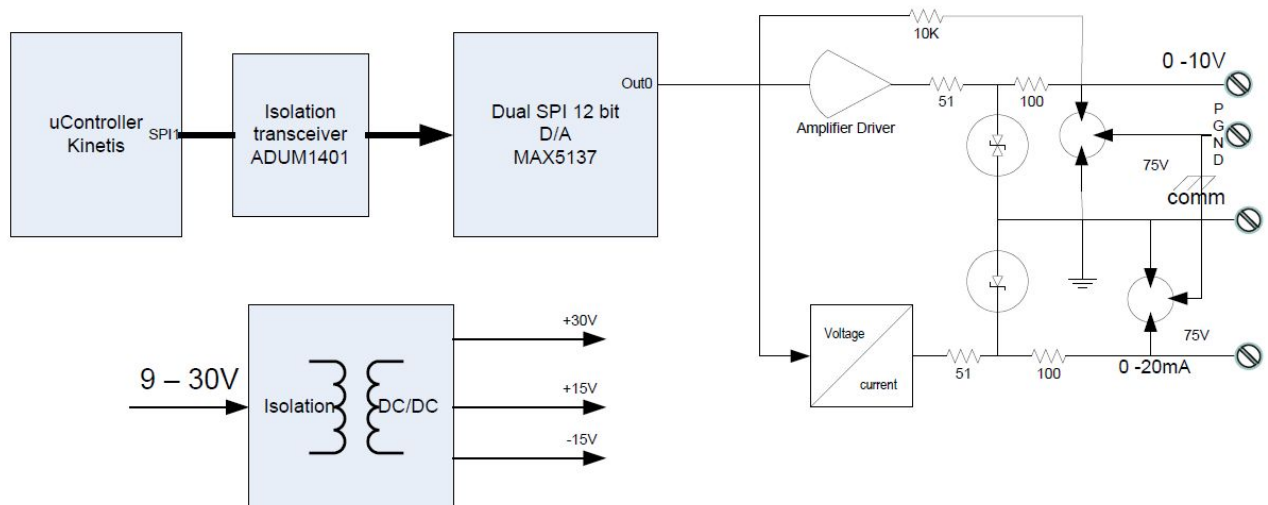 uController
Kinetis
SPI1
Isolation
transceiver
ADUM1401
Dual SPI 12 bit
D/A
MAX5137
Out0
10K
Amplifier Driver
51
100
0 -10V
P
G
N
D
75V
comm
Voltage
current
51
100
75V
0 -20mA
9 – 30V
Isolation
DC/DC
+30V
+15V
-15V